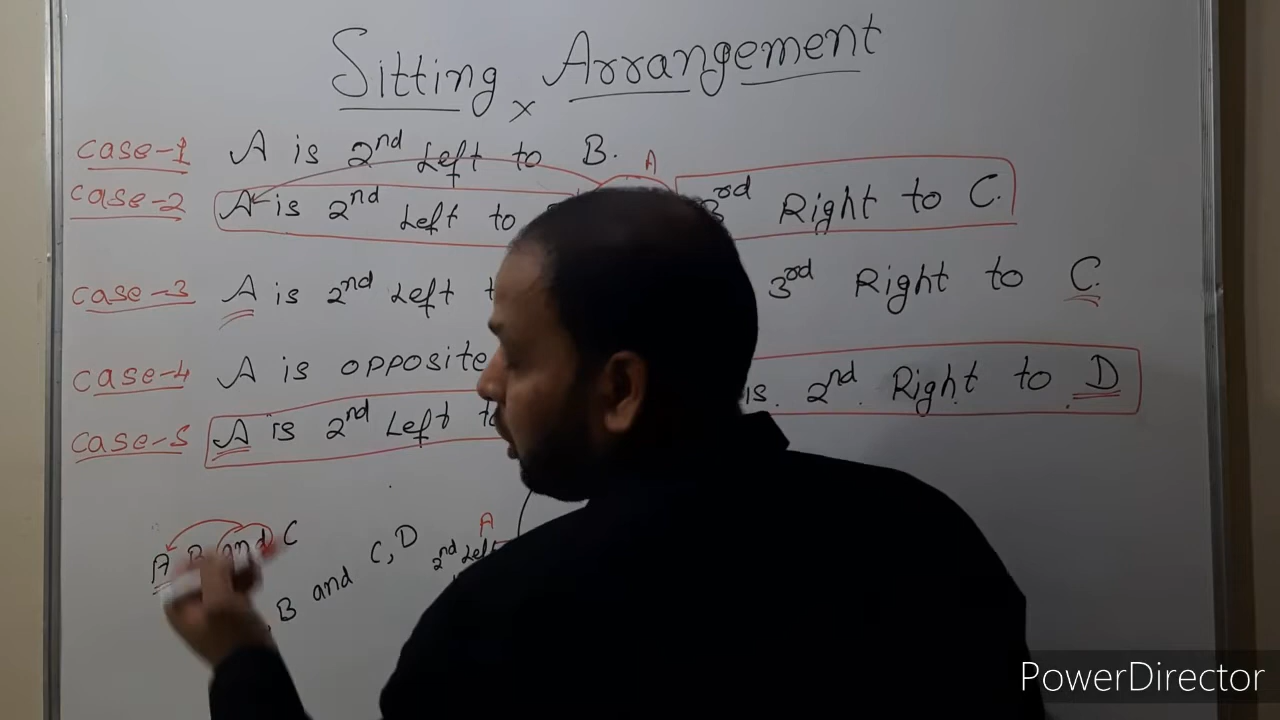 Sitting Arrangement
x
case-1 A is 2nd Left to B.
A
case-2 A is 2nd Left to 3rd Right to C.
case-3 A is 2nd Left 3rd Right to C.
case-4 A is opposite is. 2nd. Right to D
case-5 A is 2nd Left to
A B and C
, B and C, D
A
2nd Left
PowerDirector